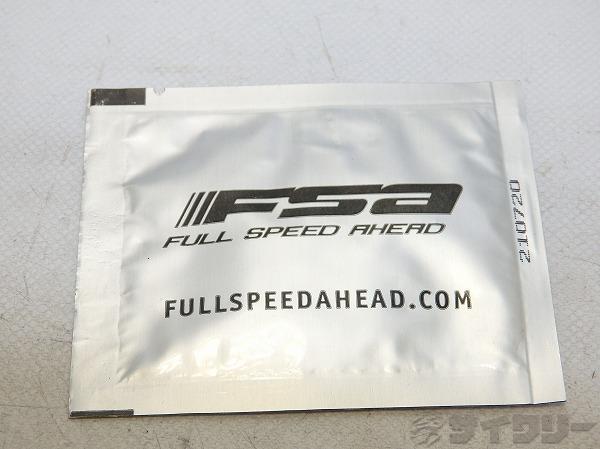 FSA
FULL SPEED AHEAD
FULLSPEEDAHEAD.COM
210720
サイクリー